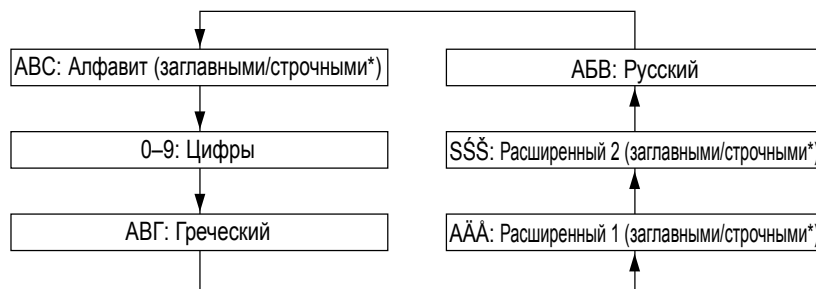 ABC: Алфавит (заглавными/строчными*)
0–9: Цифры
ΑΒΓ: Греческий
AÄÅ: Расширенный 1 (заглавными/строчными*)
SŚŠ: Расширенный 2 (заглавными/строчными*)
АБВ: Русский